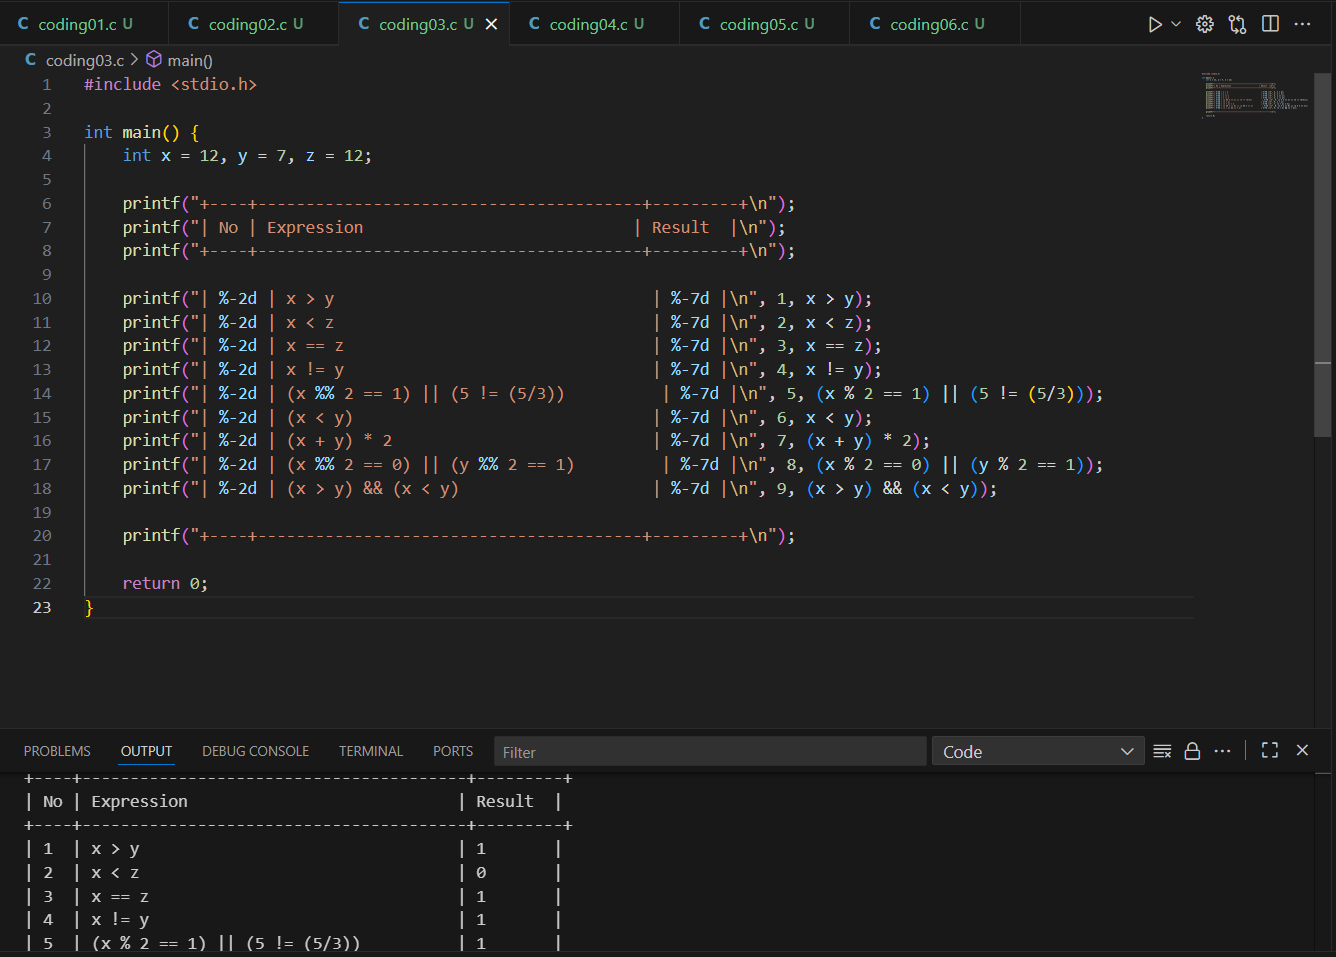 coding01.c U coding02.c U coding03.c U coding04.c U coding05.c U coding06.c U
C coding03.c > main()
1 #include <stdio.h>
2
3 int main() {
4     int x = 12, y = 7, z = 12;
5
6     printf("+----+----------------------------------------+---------+\n");
7     printf("| No | Expression                            | Result  |\n");
8     printf("+----+----------------------------------------+---------+\n");
9
10     printf("| %-2d | x > y                                 | %-7d |\n", 1, x > y);
11     printf("| %-2d | x < z                                 | %-7d |\n", 2, x < z);
12     printf("| %-2d | x == z                                | %-7d |\n", 3, x == z);
13     printf("| %-2d | x != y                                | %-7d |\n", 4, x != y);
14     printf("| %-2d | (x %% 2 == 1) || (5 != (5/3))          | %-7d |\n", 5, (x % 2 == 1) || (5 != (5/3)));
15     printf("| %-2d | (x < y)                               | %-7d |\n", 6, x < y);
16     printf("| %-2d | (x + y) * 2                           | %-7d |\n", 7, (x + y) * 2);
17     printf("| %-2d | (x %% 2 == 0) || (y %% 2 == 1)         | %-7d |\n", 8, (x % 2 == 0) || (y % 2 == 1));
18     printf("| %-2d | (x > y) && (x < y)                    | %-7d |\n", 9, (x > y) && (x < y));
19
20     printf("+----+----------------------------------------+---------+\n");
21
22     return 0;
23 }
PROBLEMS OUTPUT DEBUG CONSOLE TERMINAL PORTS Filter Code
+----+----------------------------------------+---------+
| No | Expression                            | Result  |
+----+----------------------------------------+---------+
| 1  | x > y                                 | 1       |
| 2  | x < z                                 | 0       |
| 3  | x == z                                | 1       |
| 4  | x != y                                | 1       |
| 5  | (x % 2 == 1) || (5 != (5/3))          | 1       |